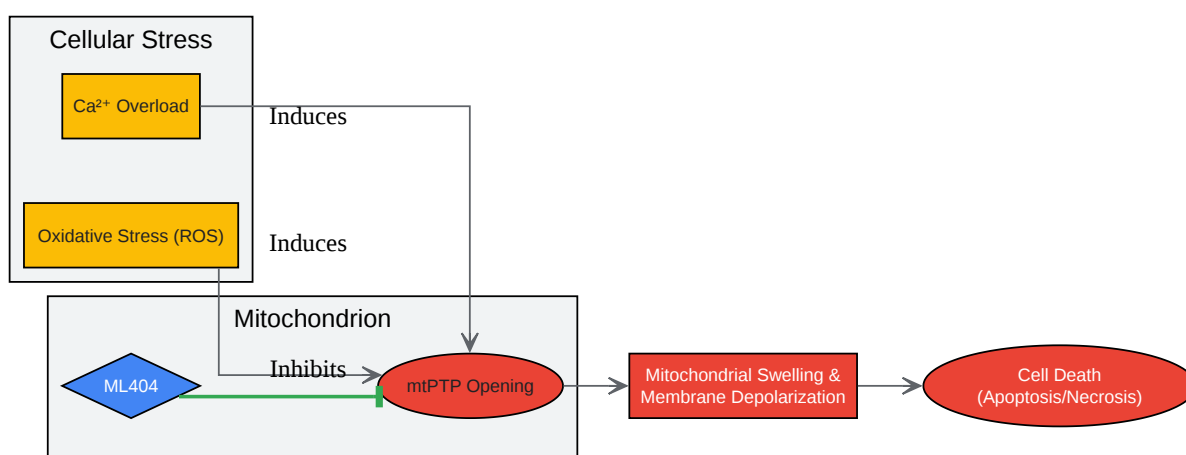 Cellular Stress
Ca²⁺ Overload
Induces
Oxidative Stress (ROS)
Induces
Mitochondrion
Inhibits
ML404
mtPTP Opening
Mitochondrial Swelling &
Membrane Depolarization
Cell Death
(Apoptosis/Necrosis)